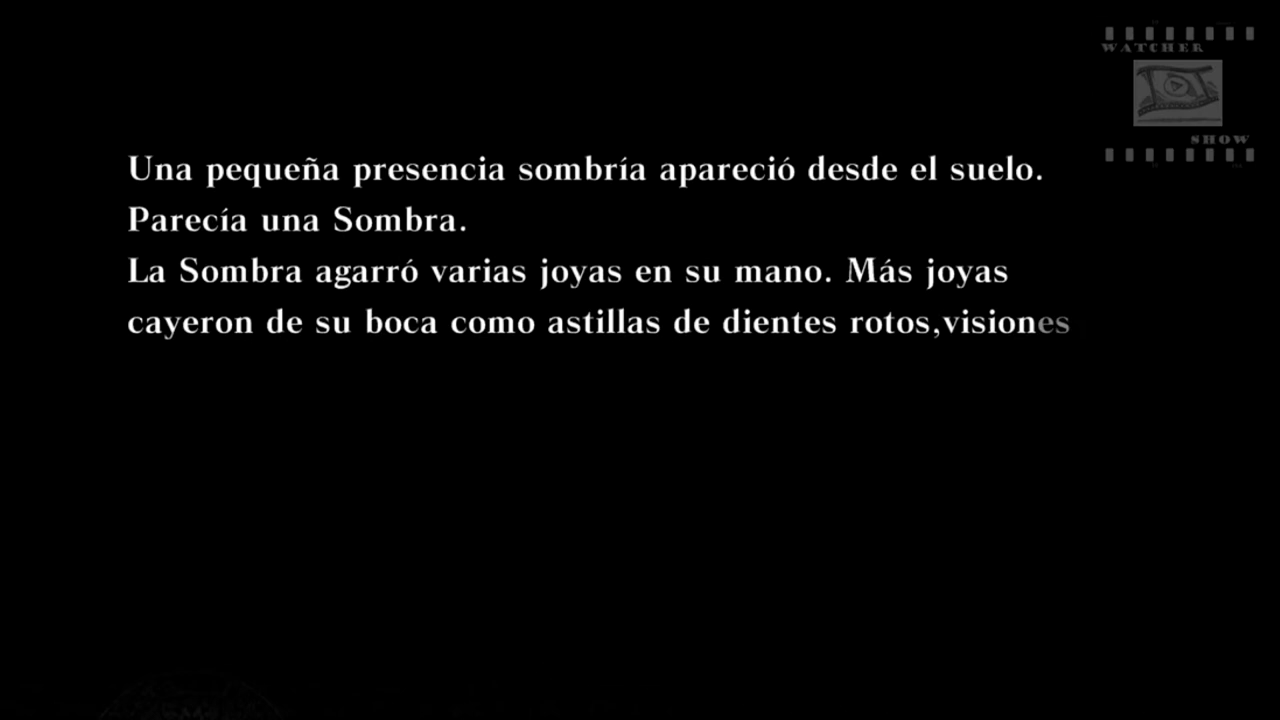 WATCHER
SHOW
Una pequeña presencia sombría apareció desde el suelo.
Parecía una Sombra.
La Sombra agarró varias joyas en su mano. Más joyas
cayeron de su boca como astillas de dientes rotos,visiones